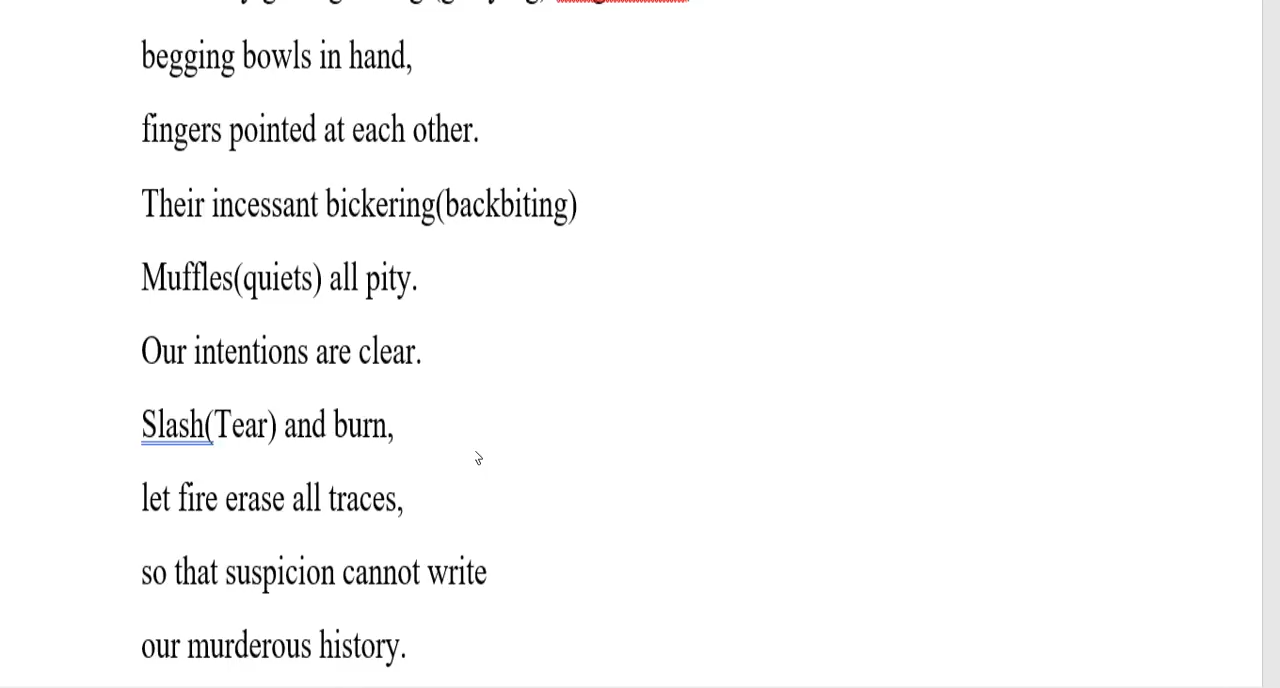 begging bowls in hand,
fingers pointed at each other.
Their incessant bickering(backbiting)
Muffles(quiets) all pity.
Our intentions are clear.
Slash(Tear) and burn,
let fire erase all traces,
so that suspicion cannot write
our murderous history.